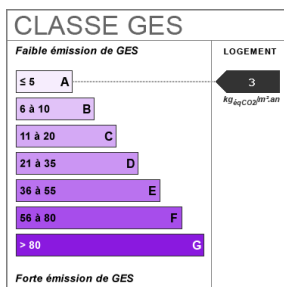 CLASSE GES
Faible émission de GES
LOGEMENT
≤ 5 A
3
kgéqCO2/m².an
6 à 10 B
11 à 20 C
21 à 35 D
36 à 55 E
56 à 80 F
> 80 G
Forte émission de GES